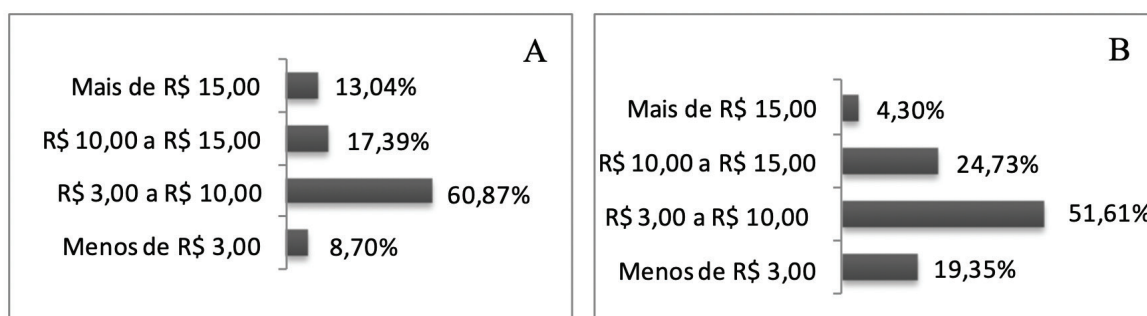 A
Mais de R$ 15,00 13,04%
R$ 10,00 a R$ 15,00 17,39%
R$ 3,00 a R$ 10,00 60,87%
Menos de R$ 3,00 8,70%
B
Mais de R$ 15,00 4,30%
R$ 10,00 a R$ 15,00 24,73%
R$ 3,00 a R$ 10,00 51,61%
Menos de R$ 3,00 19,35%